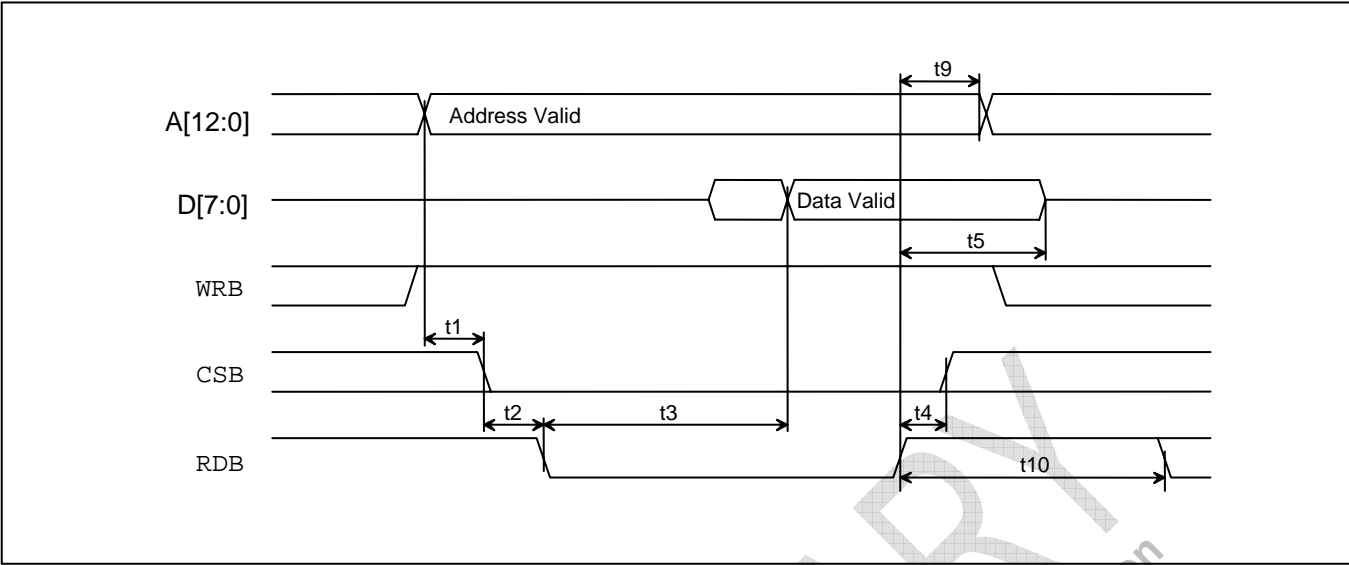 t9
A[12:0]
Address Valid
D[7:0]
Data Valid
t5
WRB
t1
CSB
t2
t3
t4
RDB
t10